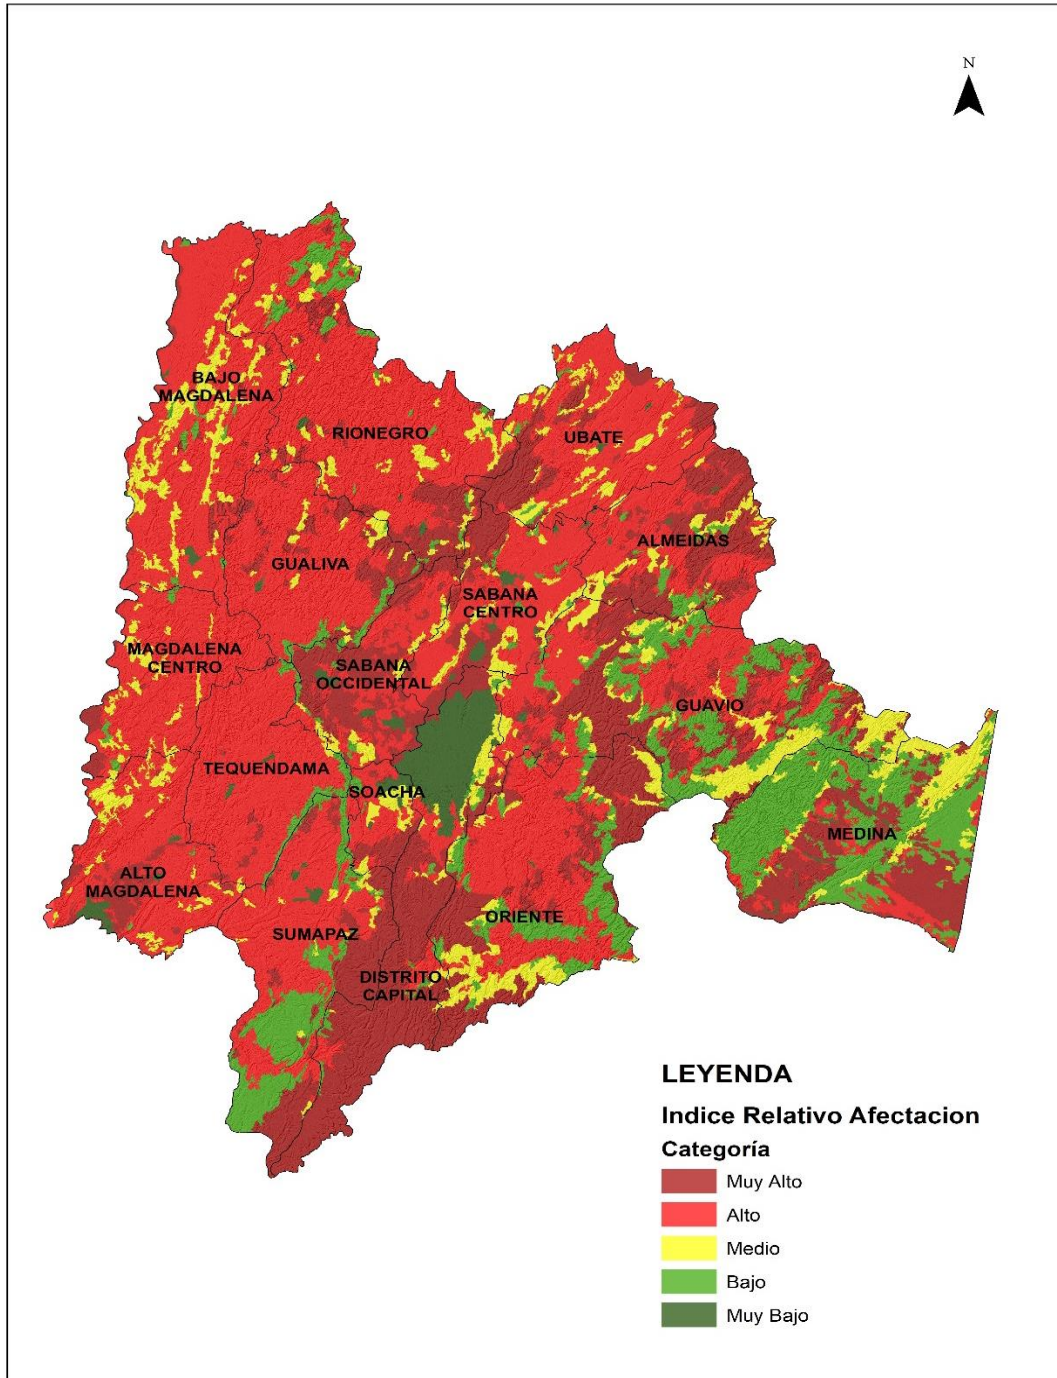 N
BAJO
MAGDALENA
RIONEGRO
UBATE
GUALIVA
ALMEIDAS
SABANA
CENTRO
MAGDALENA
CENTRO
SABANA
OCCIDENTAL
GUAVIO
TEQUENDAMA
SOACHA
MEDINA
ALTO
MAGDALENA
ORIENTE
SUMAPAZ
DISTRITO
CAPITAL
LEYENDA
Indice Relativo Afectacion
Categoría
Muy Alto
Alto
Medio
Bajo
Muy Bajo